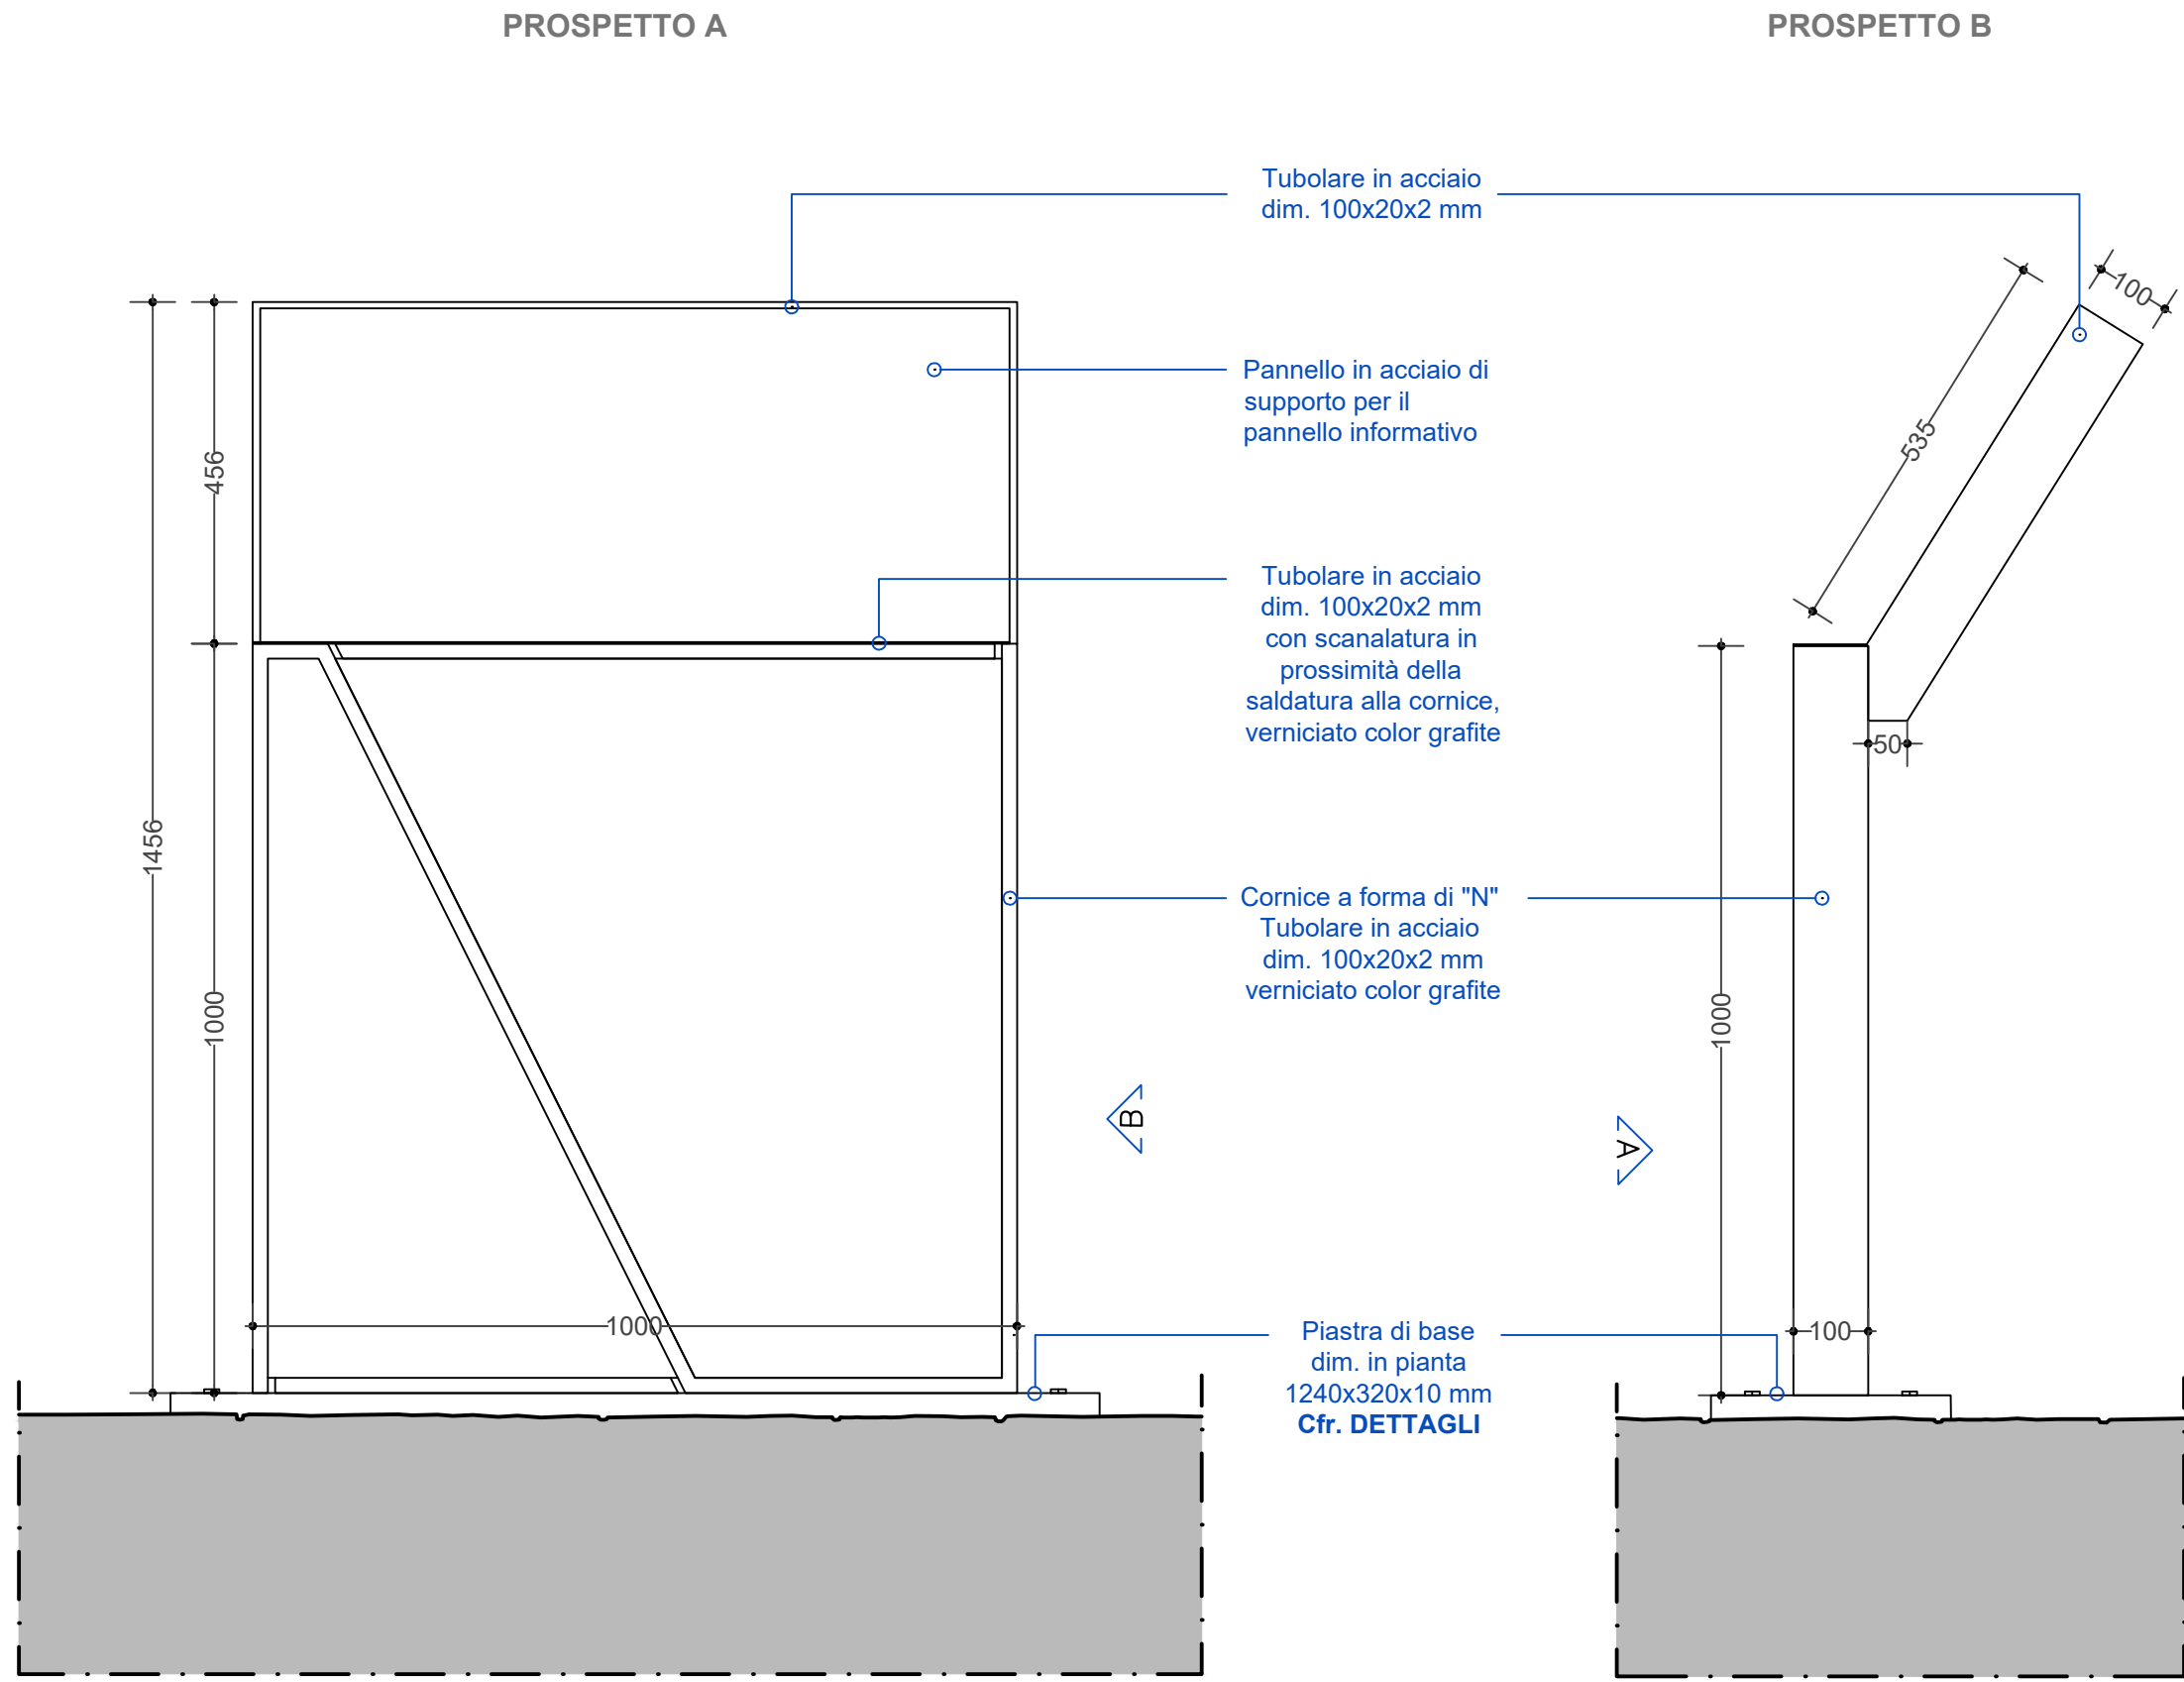 PROSPETTO A
PROSPETTO B
Tubolare in acciaio
dim. 100x20x2 mm
100
Pannello in acciaio di
supporto per il
pannello informativo
535
456
Tubolare in acciaio
dim. 100x20x2 mm
con scanalatura in
prossimità della
saldatura alla cornice,
verniciato color grafite
50
1456
Cornice a forma di "N"
Tubolare in acciaio
dim. 100x20x2 mm
verniciato color grafite
1000
1000
B
A
1000
100
Piastra di base
dim. in pianta
1240x320x10 mm
Cfr. DETTAGLI